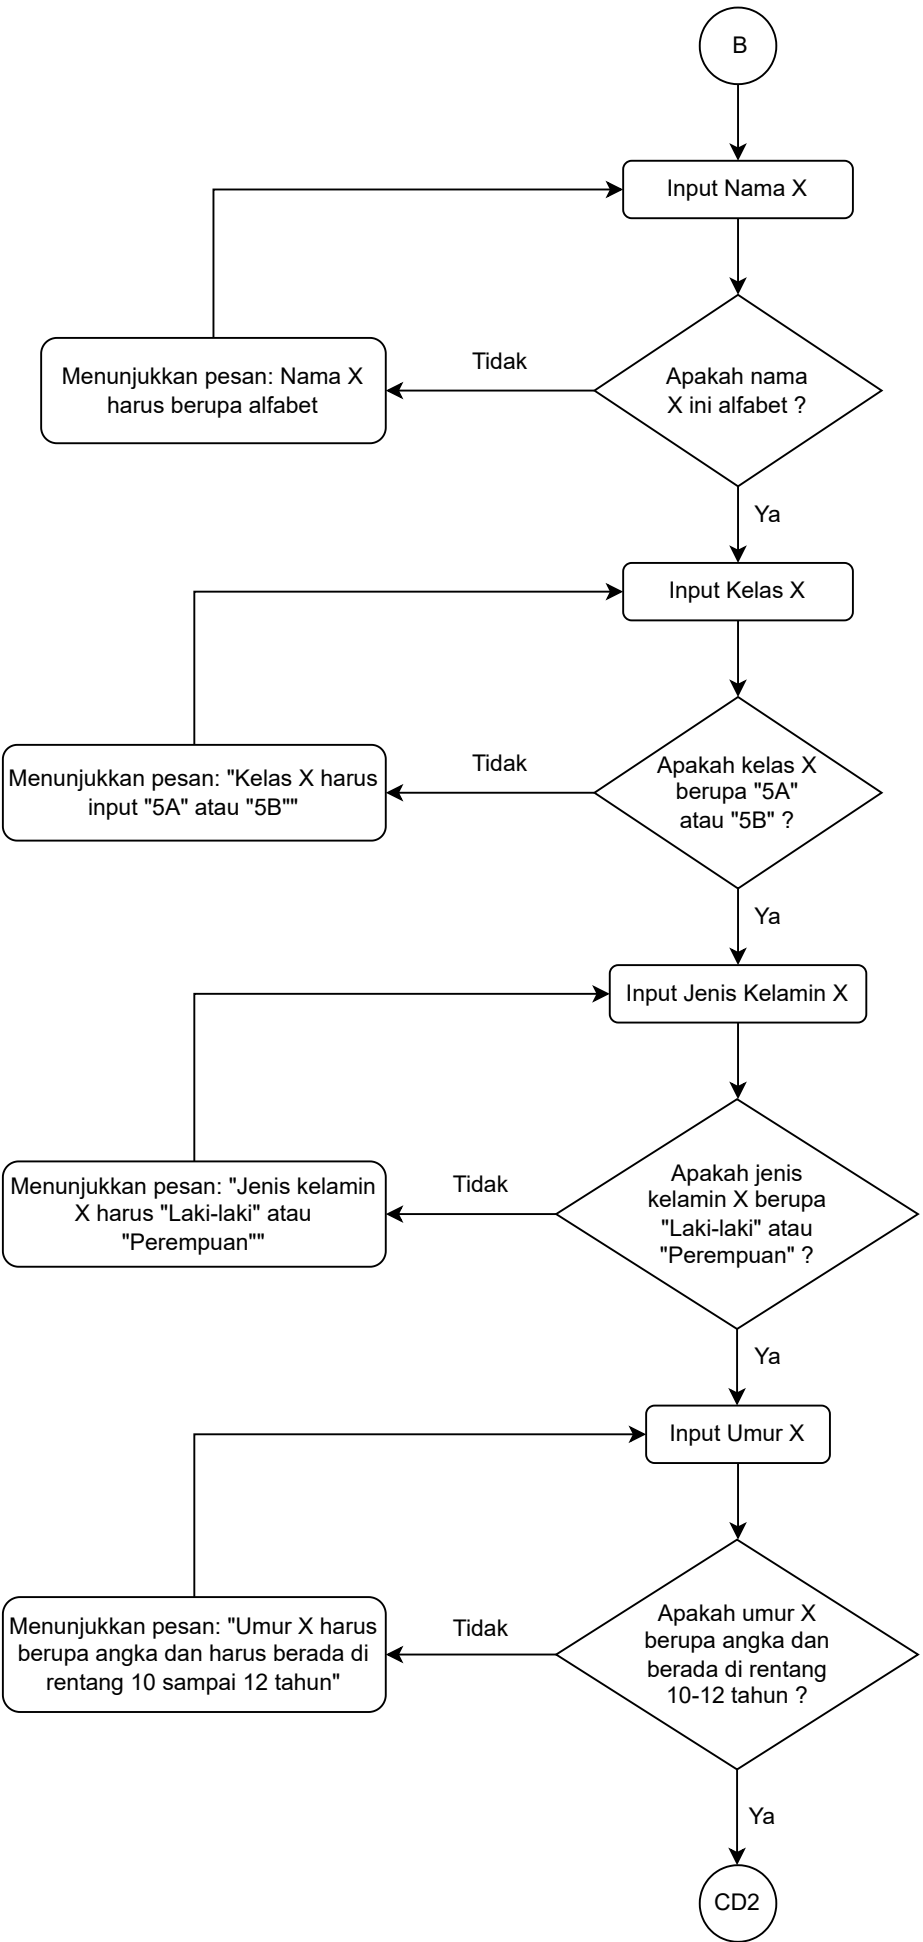 B
Input Nama X
Apakah nama
X ini alfabet ?
Tidak
Menunjukkan pesan: Nama X
harus berupa alfabet
Ya
Input Kelas X
Apakah kelas X
berupa "5A"
atau "5B" ?
Tidak
Menunjukkan pesan: "Kelas X harus
input "5A" atau "5B""
Ya
Input Jenis Kelamin X
Apakah jenis
kelamin X berupa
"Laki-laki" atau
"Perempuan" ?
Tidak
Menunjukkan pesan: "Jenis kelamin
X harus "Laki-laki" atau
"Perempuan""
Ya
Input Umur X
Apakah umur X
berupa angka dan
berada di rentang
10-12 tahun ?
Tidak
Menunjukkan pesan: "Umur X harus
berupa angka dan harus berada di
rentang 10 sampai 12 tahun"
Ya
CD2